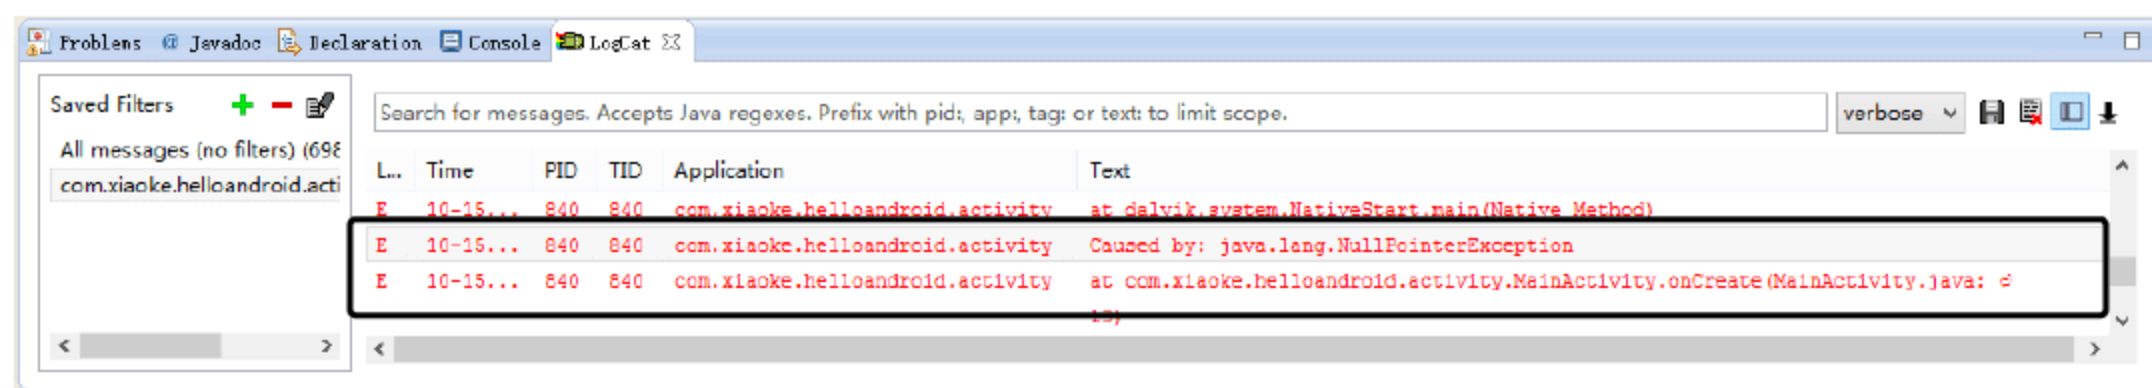 Problems @ Javadoc Declaration Console LogCat
Saved Filters
Search for messages. Accepts Java regexes. Prefix with pid:, app:, tag: or text: to limit scope.
verbose
All messages (no filters) (698
com.xiaoke.helloandroid.acti
L... Time PID TID Application Text
E 10-15... 840 840 com.xiaoke.helloandroid.activity at dalvik.system.NativeStart.main(Native Method)
E 10-15... 840 840 com.xiaoke.helloandroid.activity Caused by: java.lang.NullPointerException
E 10-15... 840 840 com.xiaoke.helloandroid.activity at com.xiaoke.helloandroid.activity.MainActivity.onCreate(MainActivity.java: